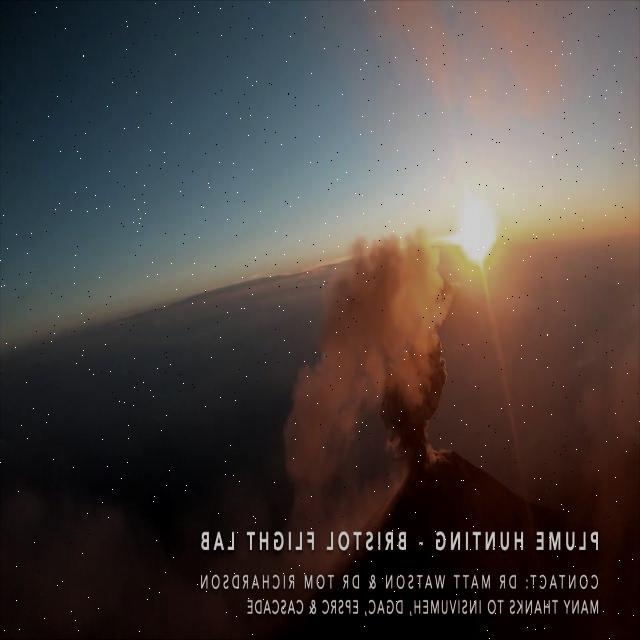 PLUME HUNTING - BRISTOL FLIGHT LAB
CONTACT: DR MATT WATSON & DR TOM RICHARDSON
MANY THANKS TO INSIVUMEH, DGAC, EPSRC & CASCADE